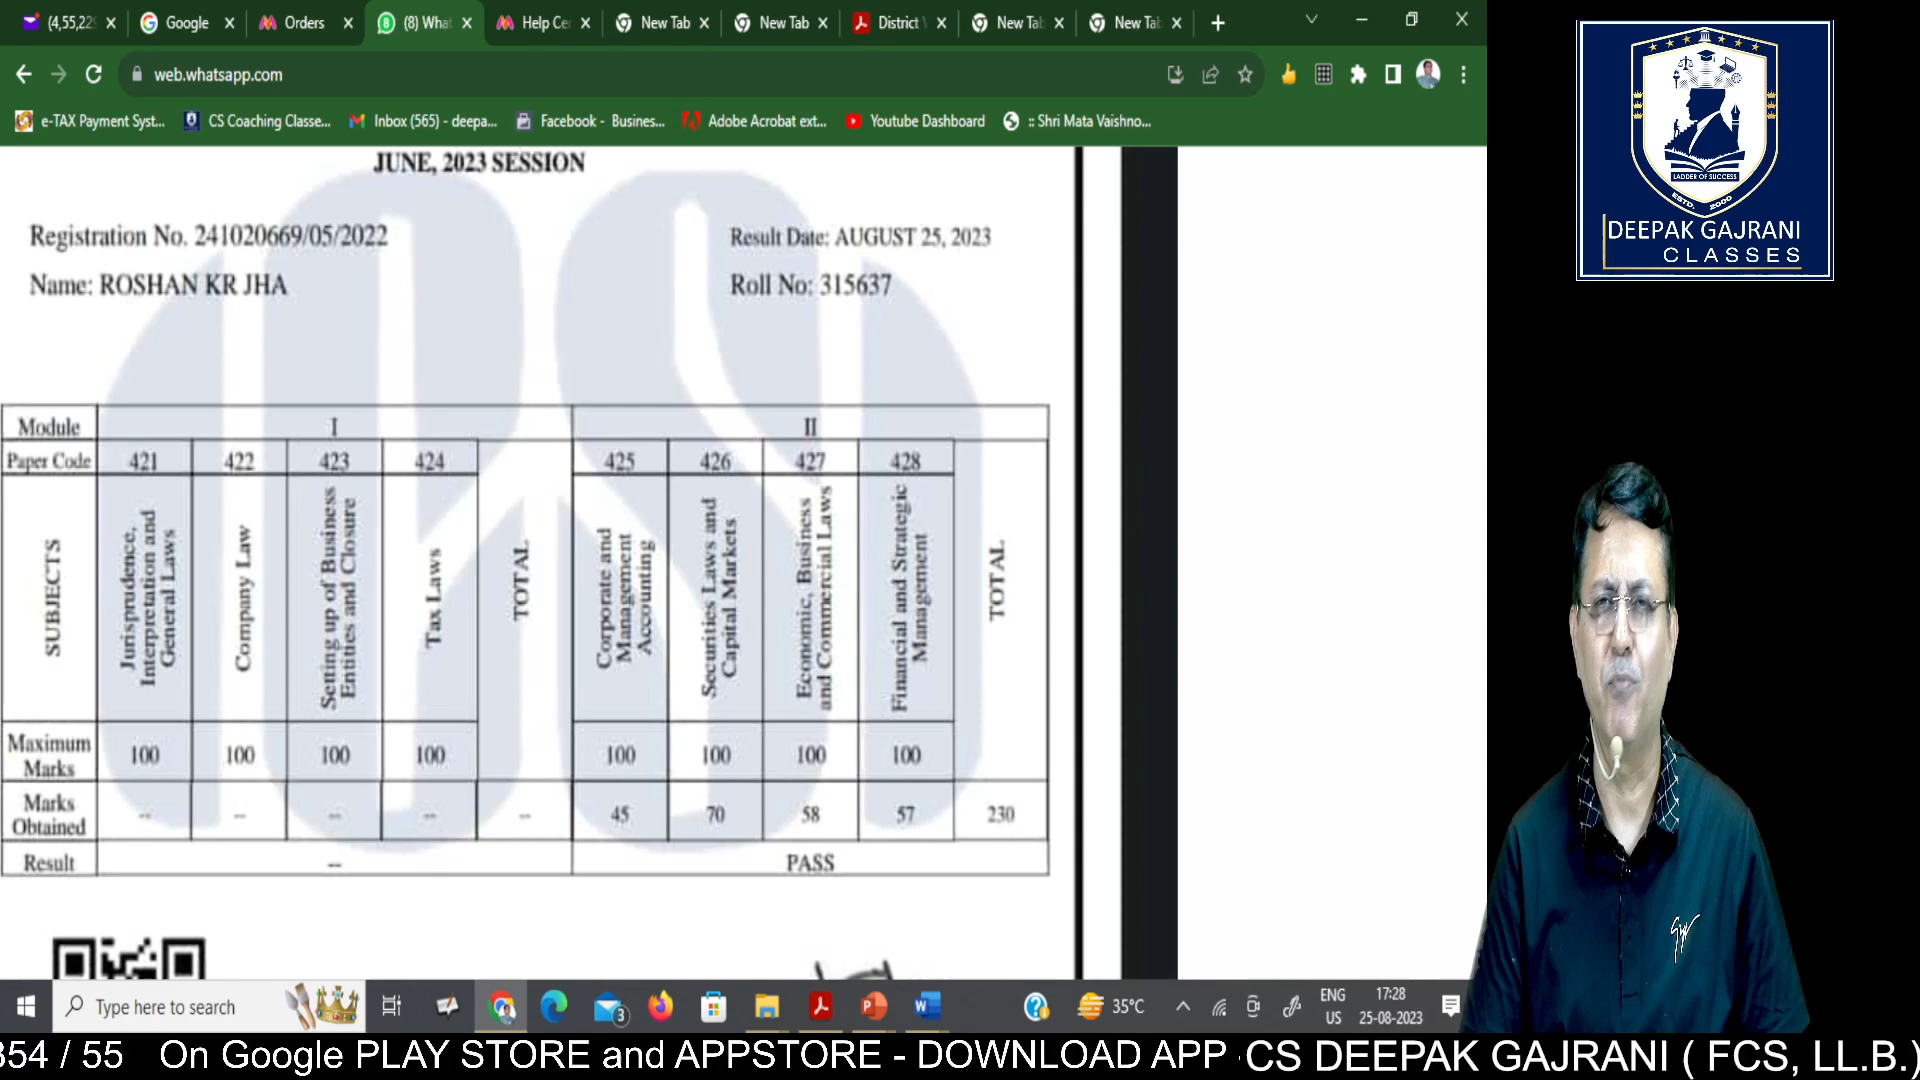 (4,55,22
Google
Orders
(8) What
Help Ce
New Tab
New Tab
District
New Tab
New Tab
web.whatsapp.com
e-TAX Payment Syst...
CS Coaching Classe...
Inbox (565) - deepa...
Facebook - Busines...
Adobe Acrobat ext...
Youtube Dashboard
:: Shri Mata Vaishno...
JUNE, 2023 SESSION
Registration No. 241020669/05/2022
Result Date: AUGUST 25, 2023
Name: ROSHAN KR JHA
Roll No: 315637
Module I II
Paper Code 421 422 423 424 425 426 427 428
SUBJECTS
Jurisprudence,
Interpretation and
General Laws
Company Law
Setting up of Business
Entities and Closure
Tax Laws
TOTAL
Corporate and
Management
Accounting
Securities Laws and
Capital Markets
Economic, Business
and Commercial Laws
Financial and Strategic
Management
TOTAL
Maximum
Marks
100 100 100 100 100 100 100 100
Marks
Obtained
-- -- -- -- -- 45 70 58 57 230
Result -- PASS
LADDER OF SUCCESS
ESTD. 2000
DEEPAK GAJRANI
CLASSES
Type here to search
3
35°C
ENG
US
17:28
25-08-2023
354 / 55 On Google PLAY STORE and APPSTORE - DOWNLOAD APP -
CS DEEPAK GAJRANI ( FCS, LL.B.)